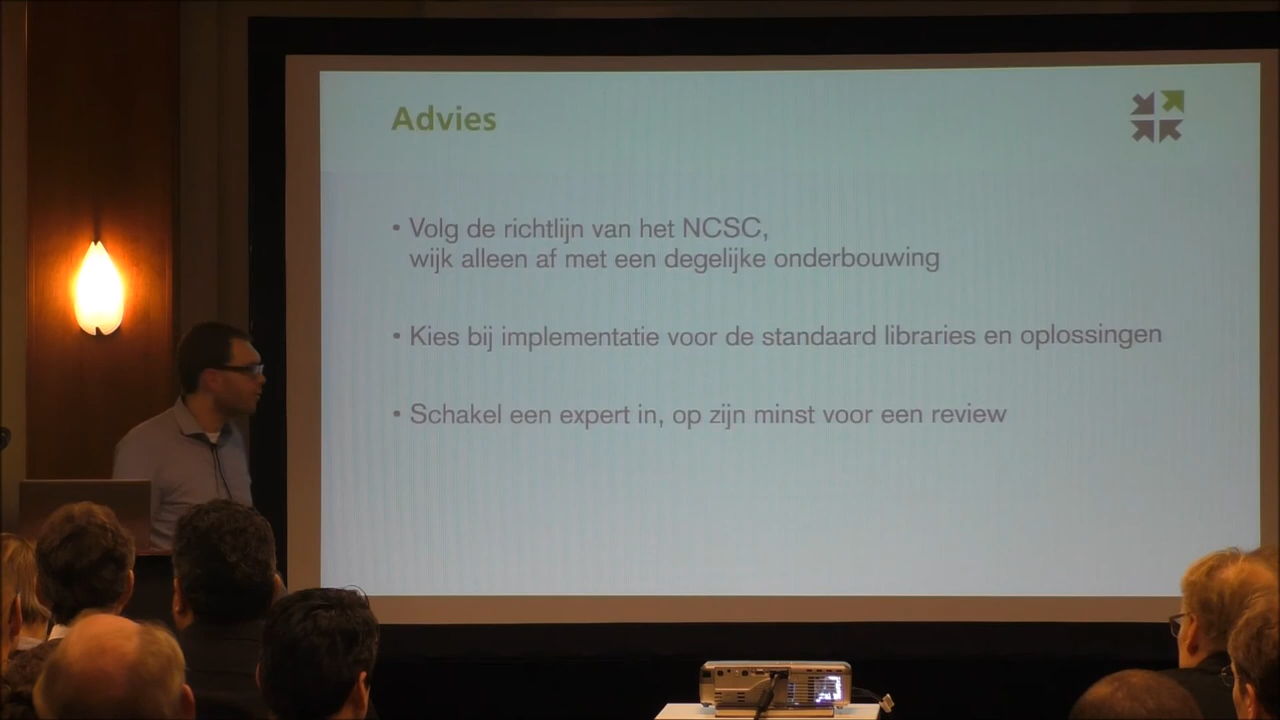 Advies
• Volg de richtlijn van het NCSC,
wijk alleen af met een degelijke onderbouwing
• Kies bij implementatie voor de standaard libraries en oplossingen
• Schakel een expert in, op zijn minst voor een review